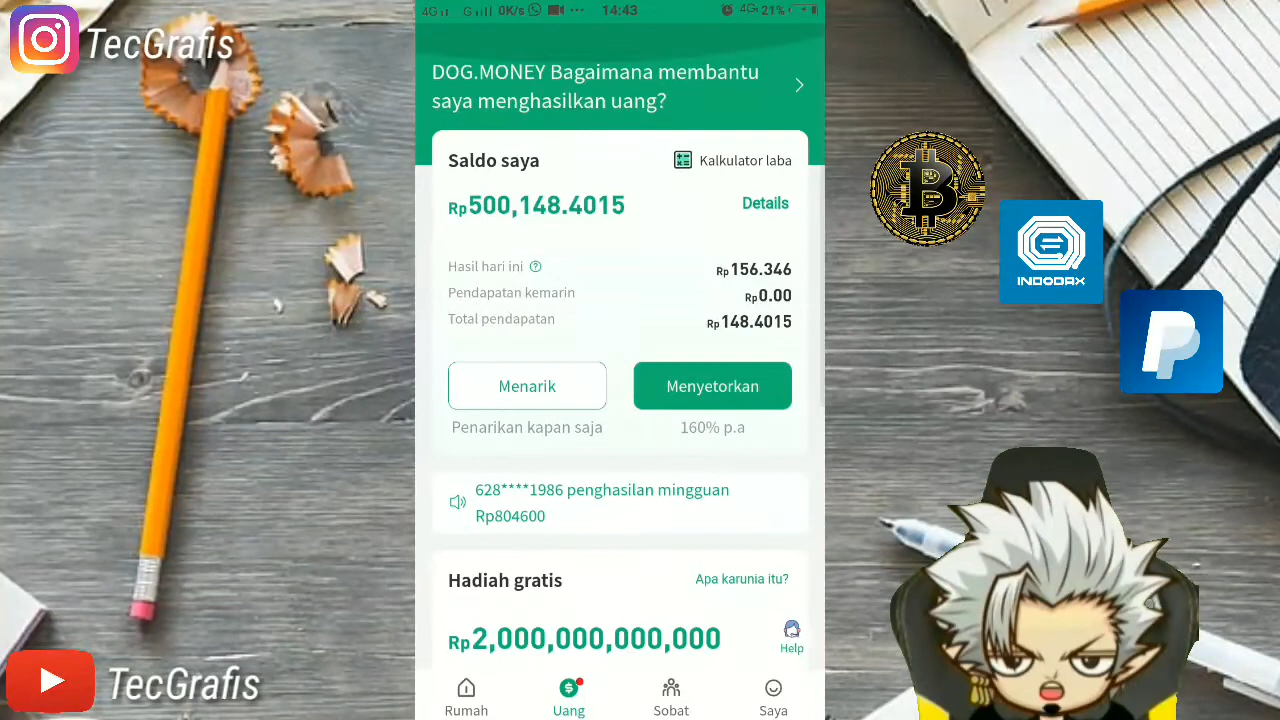 TecGrafis
4G G 0K/s 14:43 4G 21%
DOG.MONEY Bagaimana membantu
saya menghasilkan uang?
Saldo saya
Kalkulator laba
Rp500,148.4015
Details
Hasil hari ini
Rp156.346
Pendapatan kemarin
Rp0.00
Total pendapatan
Rp148.4015
Menarik
Menyetorkan
Penarikan kapan saja
160% p.a
628****1986 penghasilan mingguan
Rp804600
Hadiah gratis
Apa karunia itu?
Rp2,000,000,000,000
Help
Rumah
Uang
Sobat
Saya
INDODAX
TecGrafis